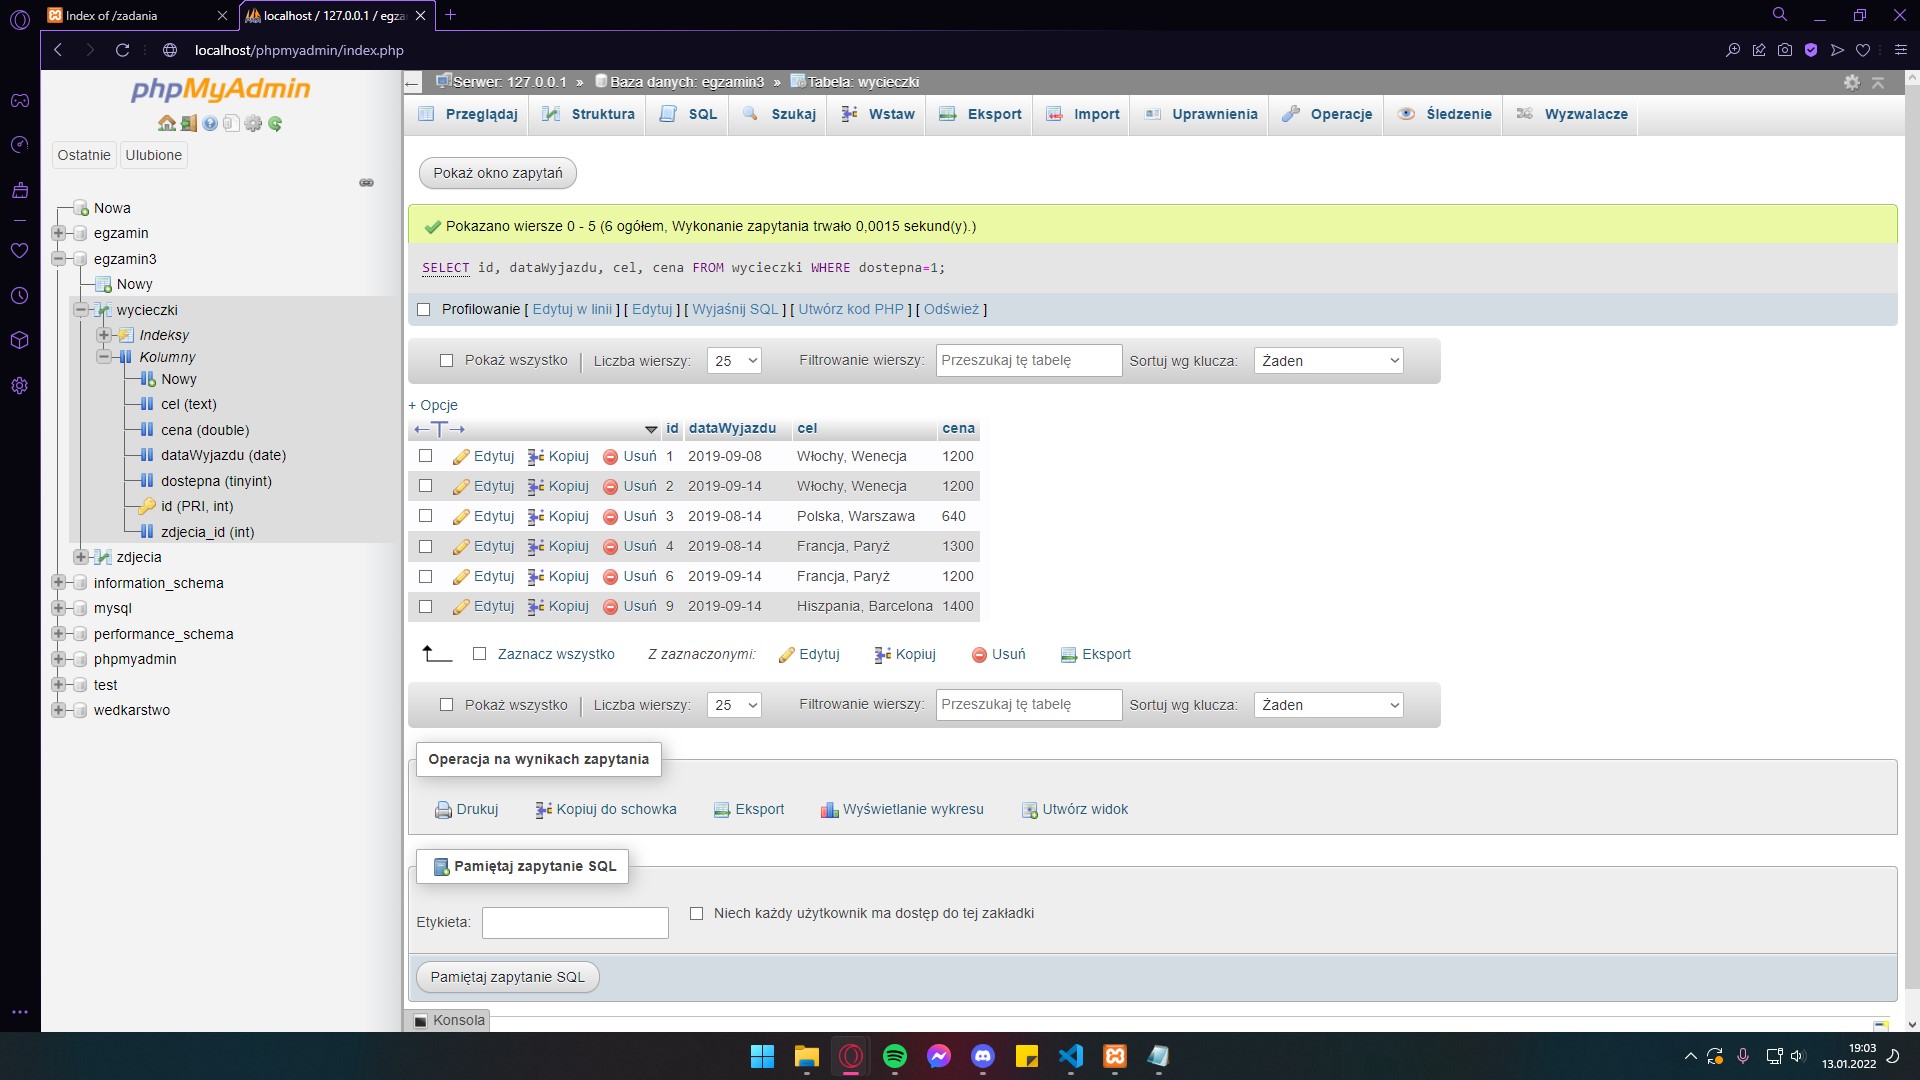 Index of /zadania
localhost / 127.0.0.1 / egza
localhost/phpmyadmin/index.php
phpMyAdmin
Ostatnie
Ulubione
Nowa
egzamin
egzamin3
Nowy
wycieczki
Indeksy
Kolumny
Nowy
cel (text)
cena (double)
dataWyjazdu (date)
dostepna (tinyint)
id (PRI, int)
zdjecia_id (int)
zdjecia
information_schema
mysql
performance_schema
phpmyadmin
test
wedkarstwo
Serwer: 127.0.0.1 » Baza danych: egzamin3 » Tabela: wycieczki
Przeglądaj Struktura SQL Szukaj Wstaw Eksport Import Uprawnienia Operacje Śledzenie Wyzwalacze
Pokaż okno zapytań
Pokazano wiersze 0 - 5 (6 ogółem, Wykonanie zapytania trwało 0,0015 sekund(y).)
SELECT id, dataWyjazdu, cel, cena FROM wycieczki WHERE dostepna=1;
Profilowanie [ Edytuj w linii ] [ Edytuj ] [ Wyjaśnij SQL ] [ Utwórz kod PHP ] [ Odśwież ]
Pokaż wszystko | Liczba wierszy: 25 Filtrowanie wierszy: Przeszukaj tę tabelę Sortuj wg klucza: Żaden
+ Opcje
←T→ id dataWyjazdu cel cena
Edytuj Kopiuj Usuń 1 2019-09-08 Włochy, Wenecja 1200
Edytuj Kopiuj Usuń 2 2019-09-14 Włochy, Wenecja 1200
Edytuj Kopiuj Usuń 3 2019-08-14 Polska, Warszawa 640
Edytuj Kopiuj Usuń 4 2019-08-14 Francja, Paryż 1300
Edytuj Kopiuj Usuń 6 2019-09-14 Francja, Paryż 1200
Edytuj Kopiuj Usuń 9 2019-09-14 Hiszpania, Barcelona 1400
Zaznacz wszystko Z zaznaczonymi: Edytuj Kopiuj Usuń Eksport
Pokaż wszystko | Liczba wierszy: 25 Filtrowanie wierszy: Przeszukaj tę tabelę Sortuj wg klucza: Żaden
Operacja na wynikach zapytania
Drukuj Kopiuj do schowka Eksport Wyświetlanie wykresu Utwórz widok
Pamiętaj zapytanie SQL
Etykieta: Niech każdy użytkownik ma dostęp do tej zakładki
Pamiętaj zapytanie SQL
Konsola
19:03
13.01.2022